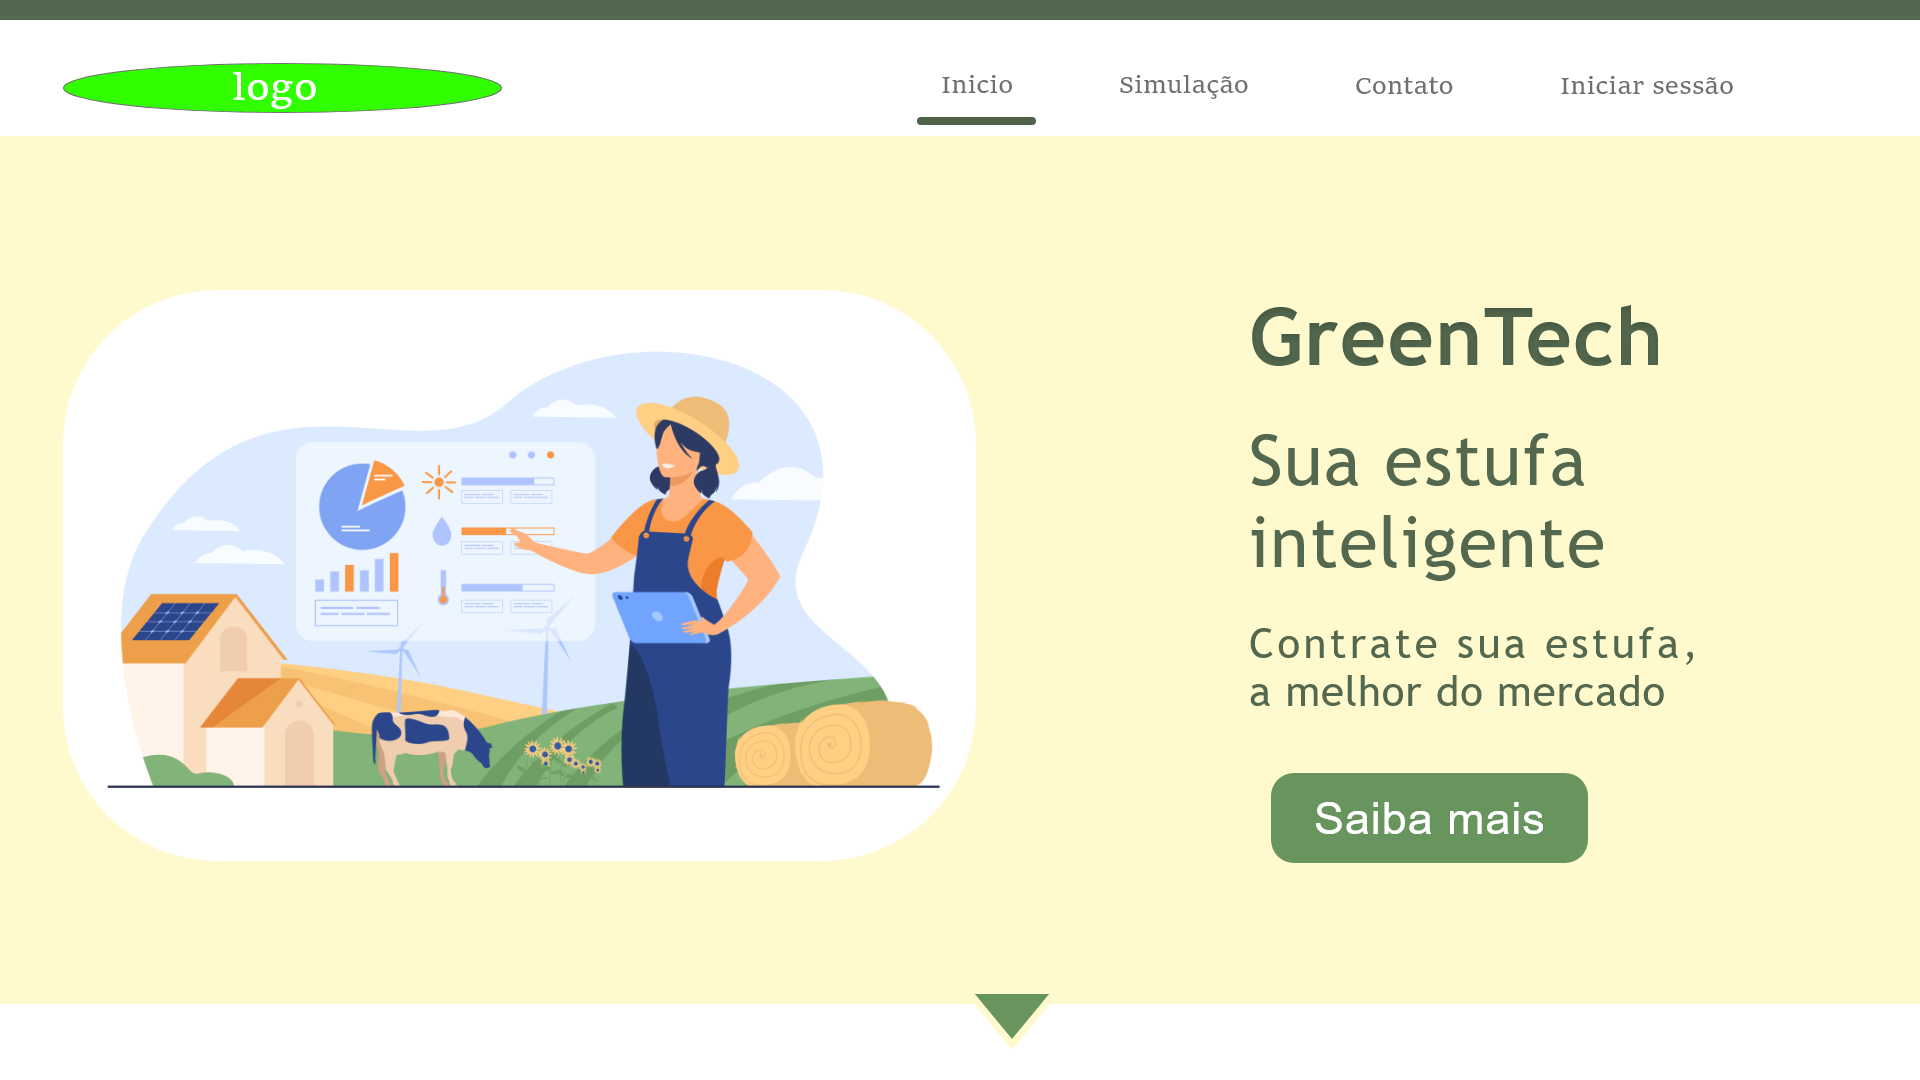 logo
Inicio
Simulação
Contato
Iniciar sessão
GreenTech
Sua estufa
inteligente
Contrate sua estufa,
a melhor do mercado
Saiba mais